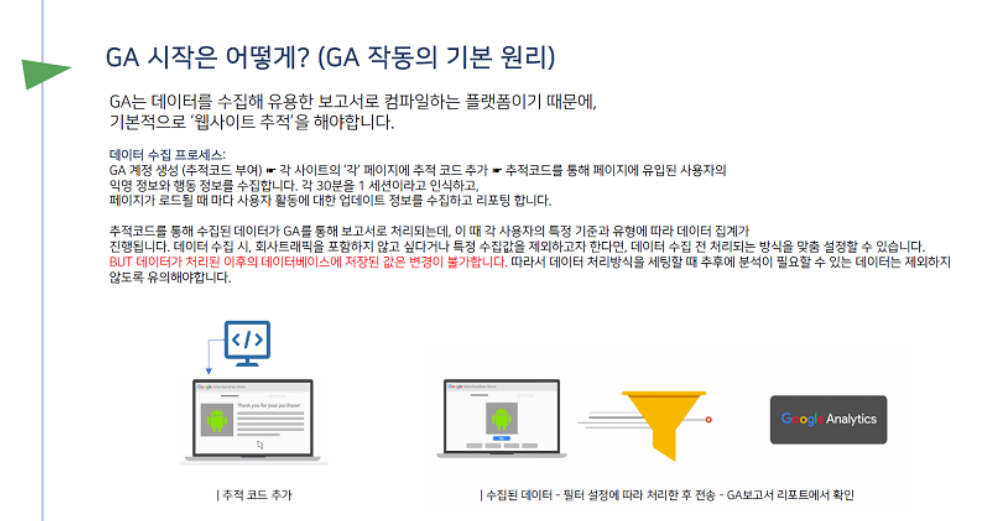 GA 시작은 어떻게? (GA 작동의 기본 원리)
GA는 데이터를 수집해 유용한 보고서로 컴파일하는 플랫폼이기 때문에,
기본적으로 '웹사이트 추적'을 해야합니다.
데이터 수집 프로세스:
GA 계정 생성 (추적코드 부여) ☛ 각 사이트의 '각' 페이지에 추적 코드 추가 ☛ 추적코드를 통해 페이지에 유입된 사용자의
익명 정보와 행동 정보를 수집합니다. 각 30분을 1 세션이라고 인식하고,
페이지가 로드될 때 마다 사용자 활동에 대한 업데이트 정보를 수집하고 리포팅 합니다.
추적코드를 통해 수집된 데이터가 GA를 통해 보고서로 처리되는데, 이 때 각 사용자의 특정 기준과 유형에 따라 데이터 집계가
진행됩니다. 데이터 수집 시, 회사트래픽을 포함하지 않고 싶다거나 특정 수집값을 제외하고자 한다면, 데이터 수집 전 처리되는 방식을 맞춤 설정할 수 있습니다.
BUT 데이터가 처리된 이후의 데이터베이스에 저장된 값은 변경이 불가합니다. 따라서 데이터 처리방식을 세팅할 때 추후에 분석이 필요할 수 있는 데이터는 제외하지
않도록 유의해야합니다.
</>
Google Merchandise Store
Thank you for your purchase!
Google Merchandise Store
Google Analytics
| 추적 코드 추가
| 수집된 데이터 - 필터 설정에 따라 처리한 후 전송 - GA보고서 리포트에서 확인